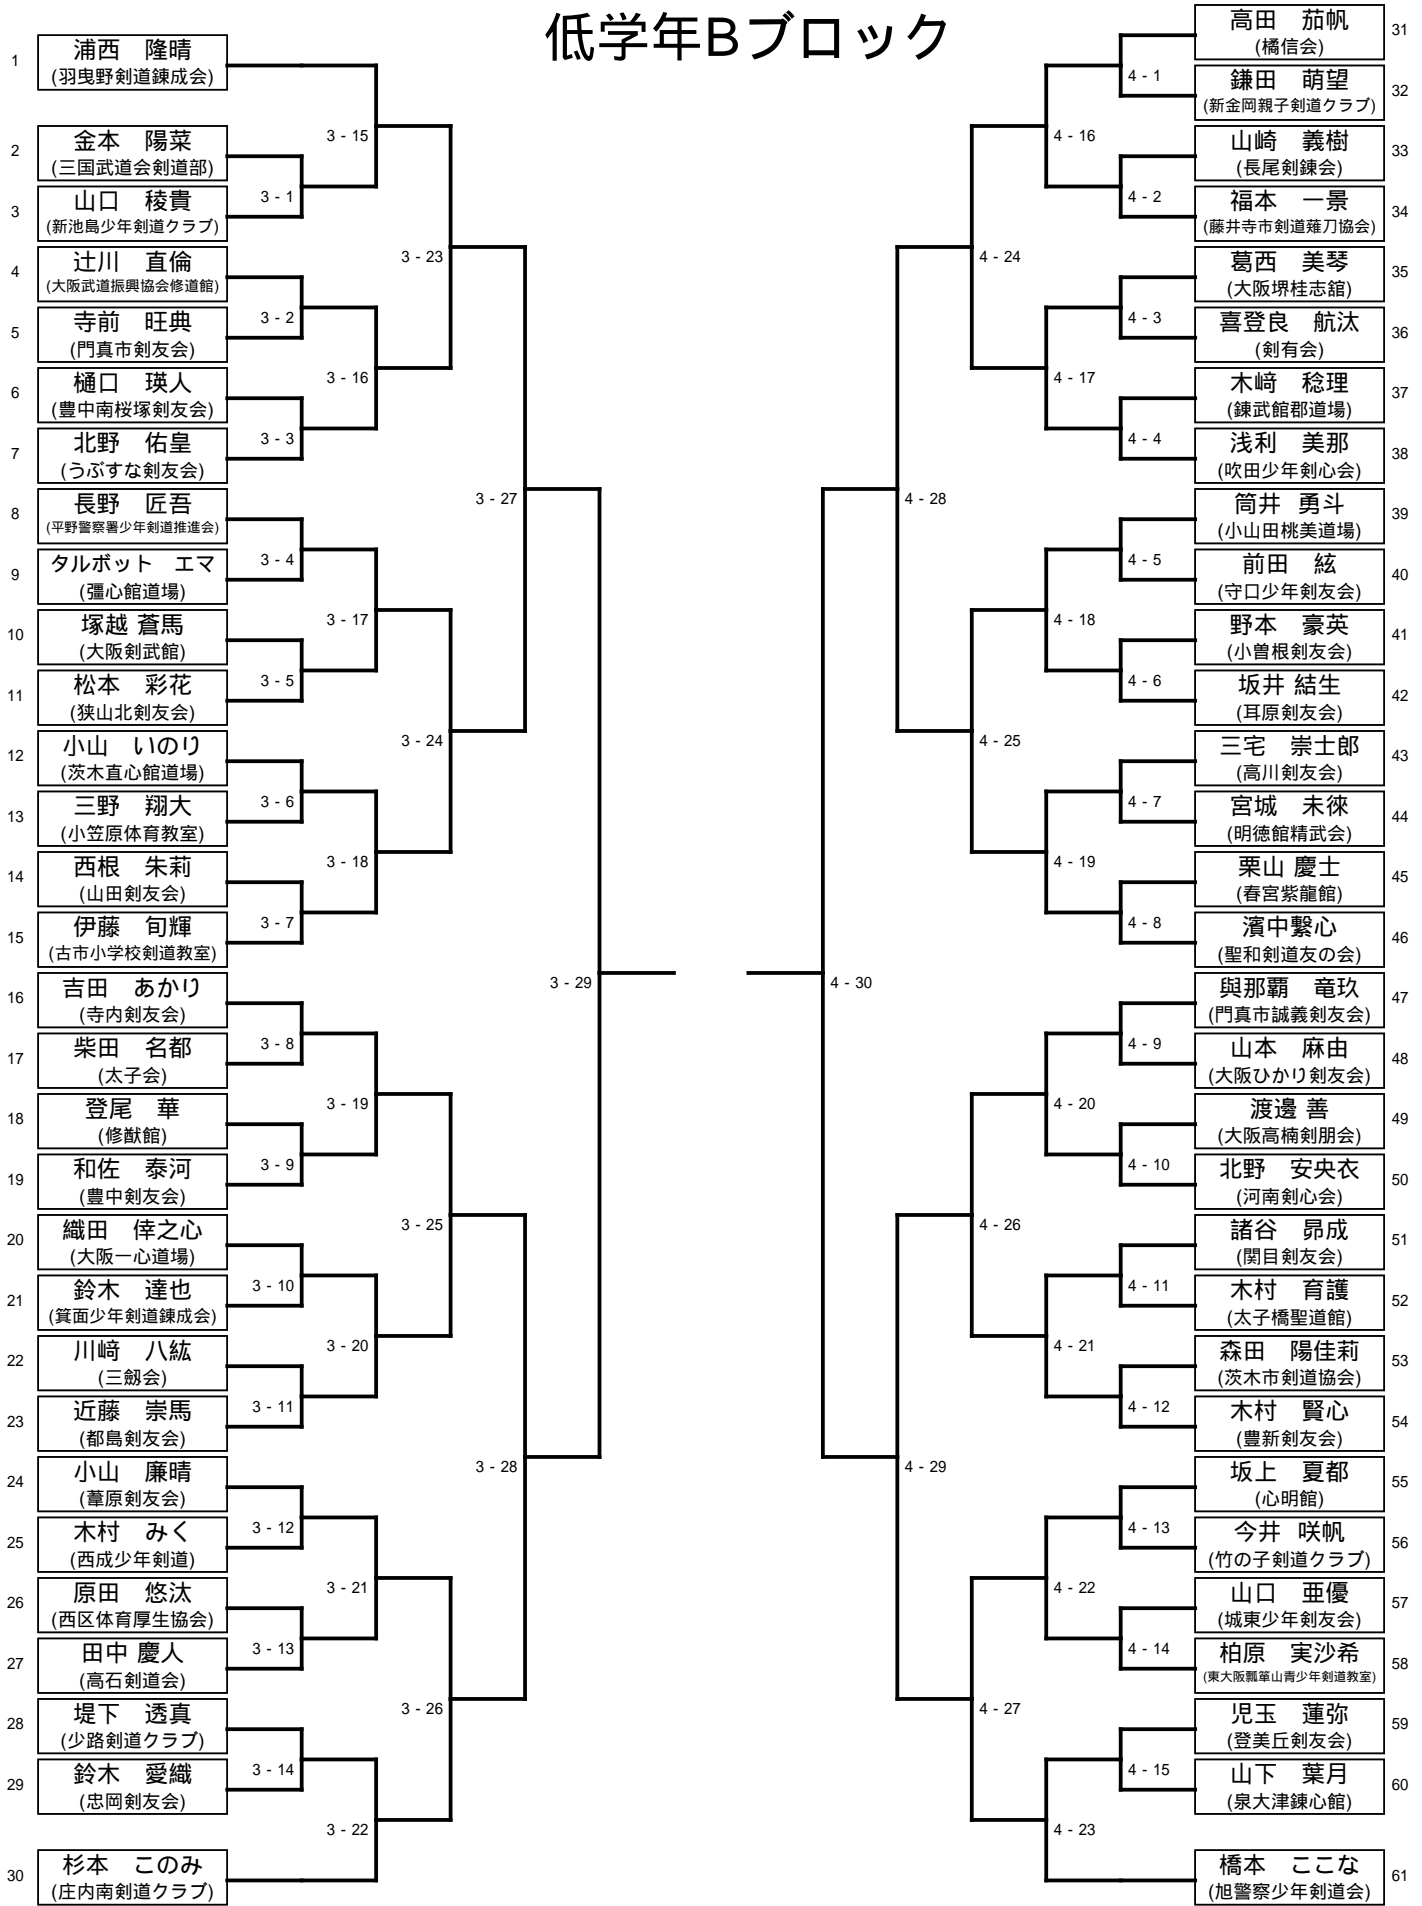 低学年Bブロック
1
浦西　隆晴
(羽曳野剣道錬成会)
2
金本　陽菜
(三国武道会剣道部)
3
山口　稜貴
(新池島少年剣道クラブ)
4
辻川　直倫
(大阪武道振興協会修道館)
5
寺前　旺典
(門真市剣友会)
6
樋口　瑛人
(豊中南桜塚剣友会)
7
北野　佑皇
(うぶすな剣友会)
8
長野　匠吾
(平野警察署少年剣道推進会)
9
タルボット　エマ
(彊心館道場)
10
塚越 蒼馬
(大阪剣武館)
11
松本　彩花
(狭山北剣友会)
12
小山　いのり
(茨木直心館道場)
13
三野　翔大
(小笠原体育教室)
14
西根　朱莉
(山田剣友会)
15
伊藤　旬輝
(古市小学校剣道教室)
16
吉田　あかり
(寺内剣友会)
17
柴田　名都
(太子会)
18
登尾　華
(修猷館)
19
和佐　泰河
(豊中剣友会)
20
織田　倖之心
(大阪一心道場)
21
鈴木　達也
(箕面少年剣道錬成会)
22
川﨑　八紘
(三劔会)
23
近藤　崇馬
(都島剣友会)
24
小山　廉晴
(葦原剣友会)
25
木村　みく
(西成少年剣道)
26
原田　悠汰
(西区体育厚生協会)
27
田中 慶人
(高石剣道会)
28
堤下　透真
(少路剣道クラブ)
29
鈴木　愛織
(忠岡剣友会)
30
杉本　このみ
(庄内南剣道クラブ)
3 - 1
3 - 2
3 - 3
3 - 4
3 - 5
3 - 6
3 - 7
3 - 8
3 - 9
3 - 10
3 - 11
3 - 12
3 - 13
3 - 14
3 - 15
3 - 16
3 - 17
3 - 18
3 - 19
3 - 20
3 - 21
3 - 22
3 - 23
3 - 24
3 - 25
3 - 26
3 - 27
3 - 28
3 - 29
4 - 30
4 - 28
4 - 29
4 - 24
4 - 25
4 - 26
4 - 27
4 - 16
4 - 17
4 - 18
4 - 19
4 - 20
4 - 21
4 - 22
4 - 23
4 - 1
4 - 2
4 - 3
4 - 4
4 - 5
4 - 6
4 - 7
4 - 8
4 - 9
4 - 10
4 - 11
4 - 12
4 - 13
4 - 14
4 - 15
高田　茄帆
(橘信会)
31
鎌田　萌望
(新金岡親子剣道クラブ)
32
山崎　義樹
(長尾剣錬会)
33
福本　一景
(藤井寺市剣道薙刀協会)
34
葛西　美琴
(大阪堺桂志舘)
35
喜登良　航汰
(剣有会)
36
木﨑　稔理
(錬武館郡道場)
37
浅利　美那
(吹田少年剣心会)
38
筒井 勇斗
(小山田桃美道場)
39
前田　絃
(守口少年剣友会)
40
野本　豪英
(小曽根剣友会)
41
坂井 結生
(耳原剣友会)
42
三宅　崇士郎
(高川剣友会)
43
宮城　未徠
(明徳館精武会)
44
栗山 慶士
(春宮紫龍館)
45
濱中繋心
(聖和剣道友の会)
46
與那覇　竜玖
(門真市誠義剣友会)
47
山本　麻由
(大阪ひかり剣友会)
48
渡邊 善
(大阪高楠剣朋会)
49
北野　安央衣
(河南剣心会)
50
諸谷　昴成
(関目剣友会)
51
木村　育護
(太子橋聖道館)
52
森田　陽佳莉
(茨木市剣道協会)
53
木村　賢心
(豊新剣友会)
54
坂上　夏都
(心明館)
55
今井　咲帆
(竹の子剣道クラブ)
56
山口　亜優
(城東少年剣友会)
57
柏原　実沙希
(東大阪瓢箪山青少年剣道教室)
58
児玉　蓮弥
(登美丘剣友会)
59
山下　葉月
(泉大津錬心館)
60
橋本　ここな
(旭警察少年剣道会)
61